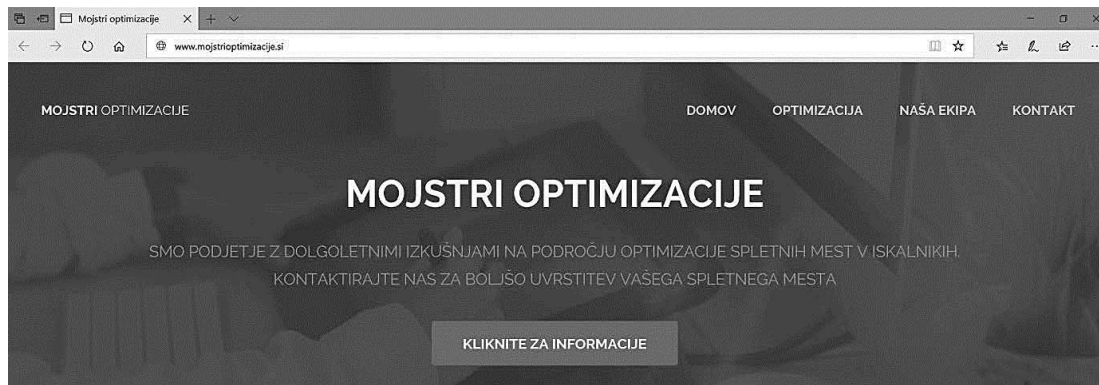 Mojstri optimizacije
www.mojstrioptimizacije.si
MOJSTRI OPTIMIZACIJE
DOMOV OPTIMIZACIJA NAŠA EKIPA KONTAKT
MOJSTRI OPTIMIZACIJE
SMO PODJETJE Z DOLGOLETNIMI IZKUŠNJAMI NA PODROČJU OPTIMIZACIJE SPLETNIH MEST V ISKALNIKIH.
KONTAKTIRAJTE NAS ZA BOLJŠO UVRSTITEV VAŠEGA SPLETNEGA MESTA
KLIKNITE ZA INFORMACIJE